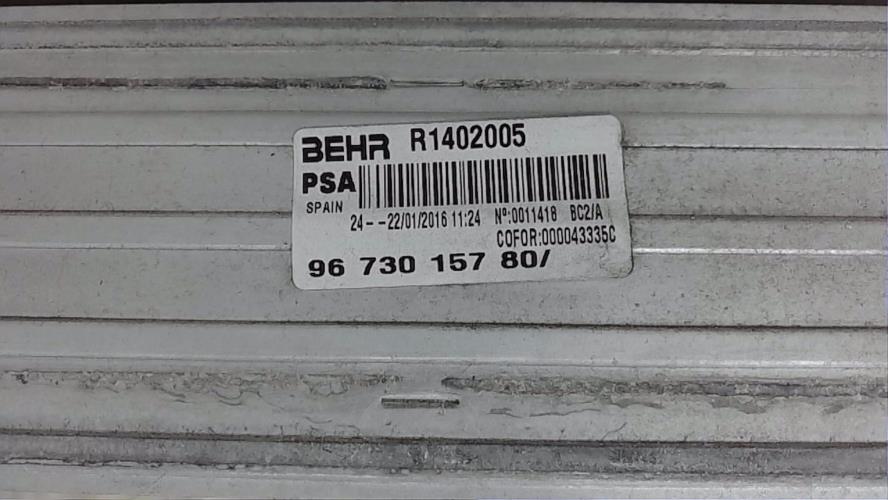 BEHR R1402005
PSA
SPAIN
24--22/01/2016 11:24 Nº:0011418 BC2/A
COFOR:000043335C
96 730 157 80/